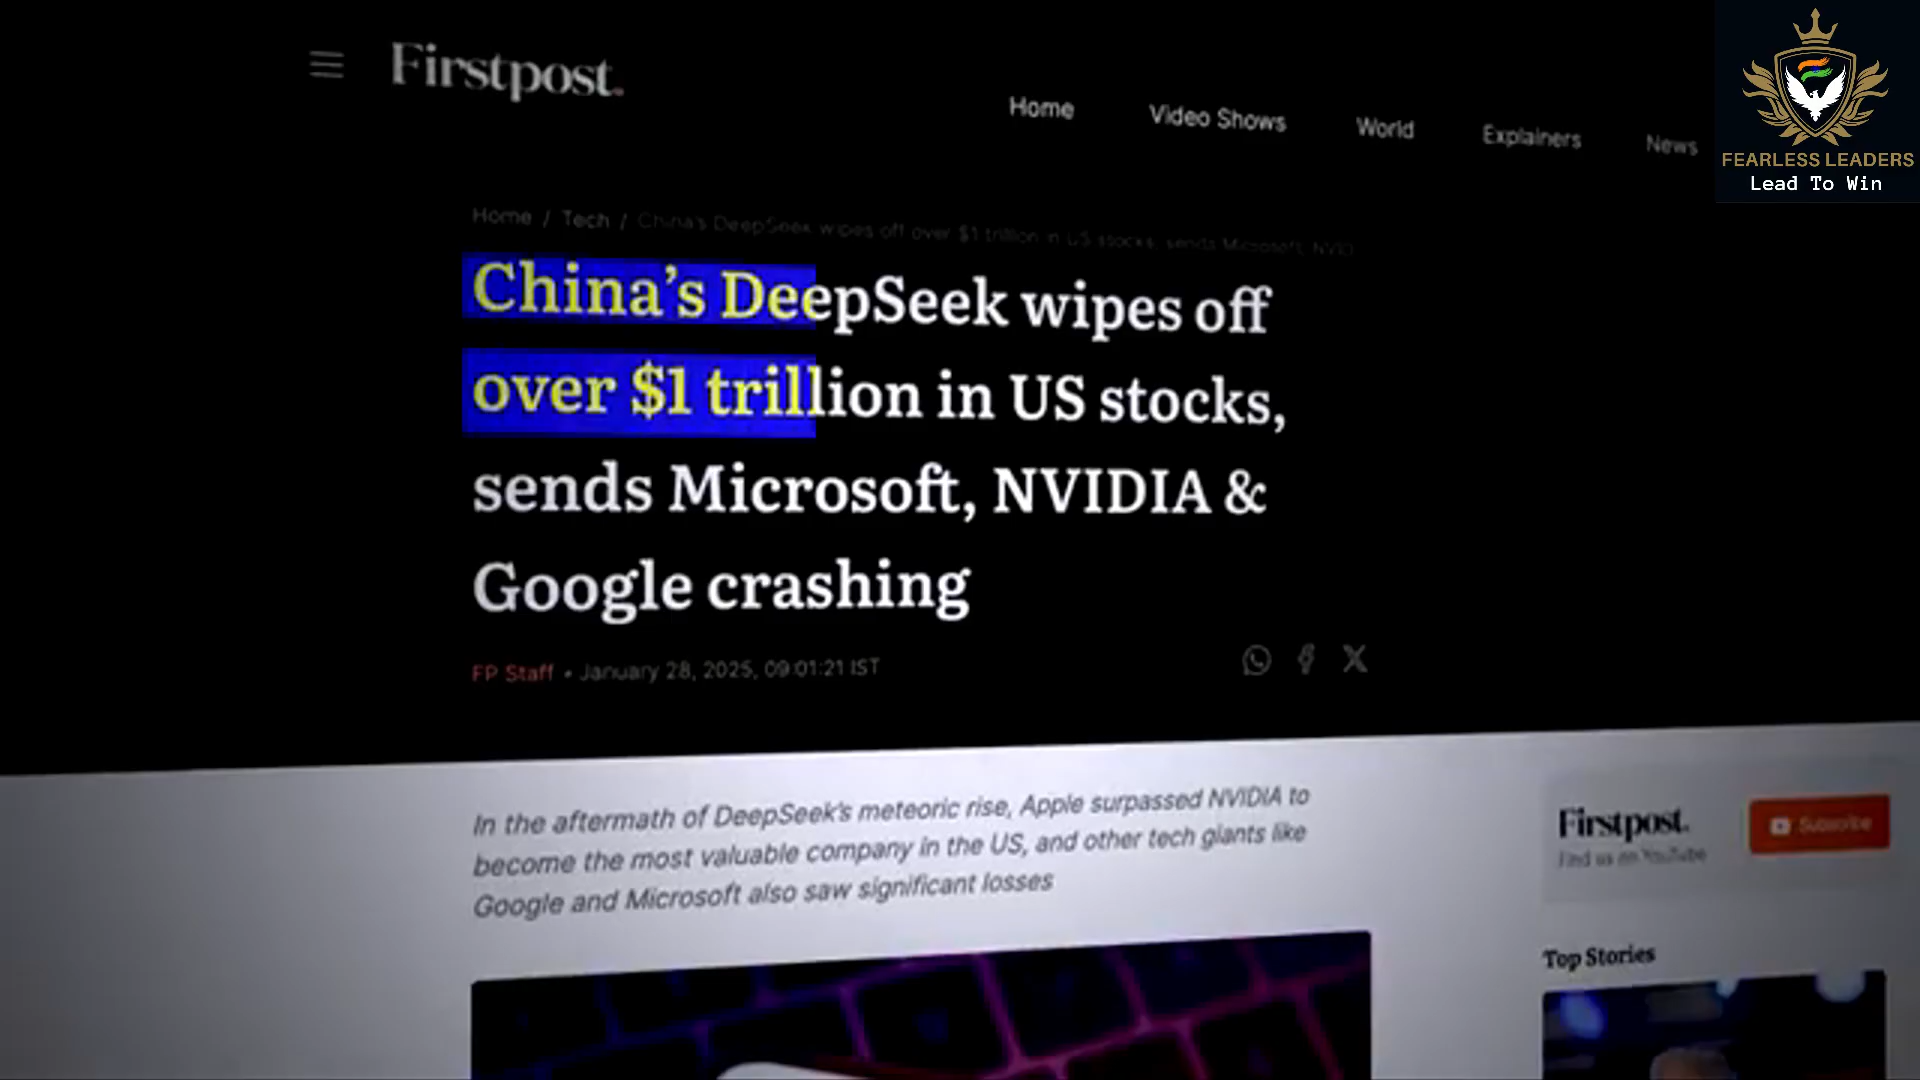 Firstpost.
Home Video Shows World Explainers News
FEARLESS LEADERS
Lead To Win
Home / Tech / China's DeepSeek wipes off over $1 trillion in US stocks, sends Microsoft, NVID
China's DeepSeek wipes off
over $1 trillion in US stocks,
sends Microsoft, NVIDIA &
Google crashing
FP Staff • January 28, 2025, 09:01:21 IST
In the aftermath of DeepSeek's meteoric rise, Apple surpassed NVIDIA to
become the most valuable company in the US, and other tech giants like
Google and Microsoft also saw significant losses
Firstpost.
Find us on YouTube
Subscribe
Top Stories